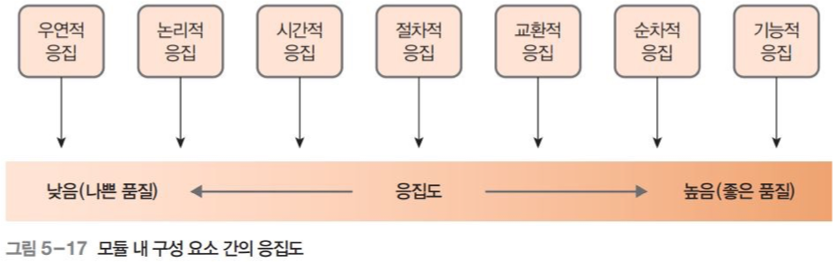 우연적
응집
논리적
응집
시간적
응집
절차적
응집
교환적
응집
순차적
응집
기능적
응집
낮음(나쁜 품질)
응집도
높음(좋은 품질)
그림 5-17 모듈 내 구성 요소 간의 응집도